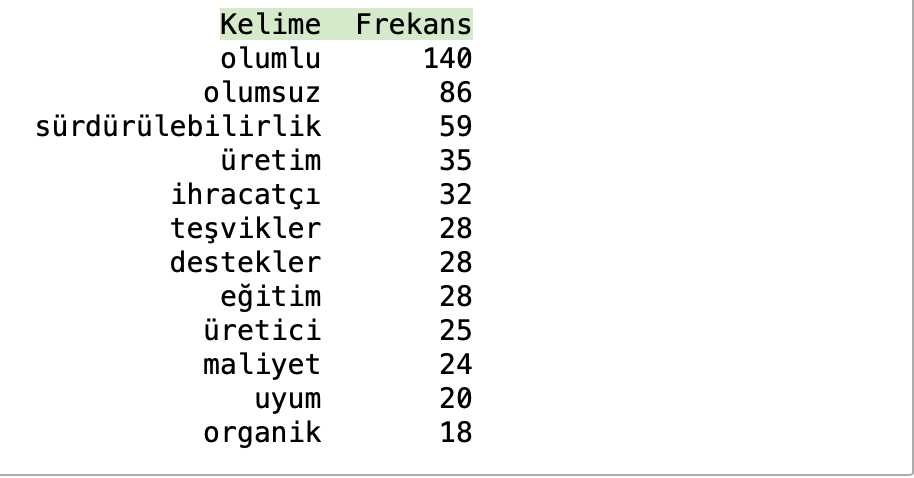 Kelime Frekans
olumlu 140
olumsuz 86
sürdürülebilirlik 59
üretim 35
ihracatçı 32
teşvikler 28
destekler 28
eğitim 28
üretici 25
maliyet 24
uyum 20
organik 18